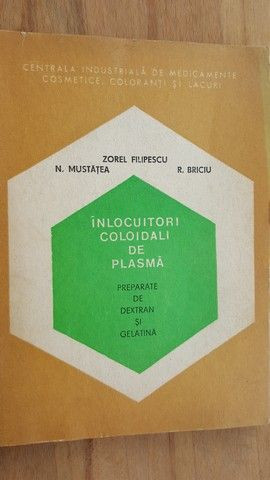 CENTRALA INDUSTRIALĂ DE MEDICAMENTE
COSMETICE, COLORANȚI ȘI LACURI
ZOREL FILIPESCU
N. MUSTĂȚEA R. BRICIU
ÎNLOCUITORI
COLOIDALI
DE
PLASMĂ
PREPARATE
DE
DEXTRAN
ȘI
GELATINĂ